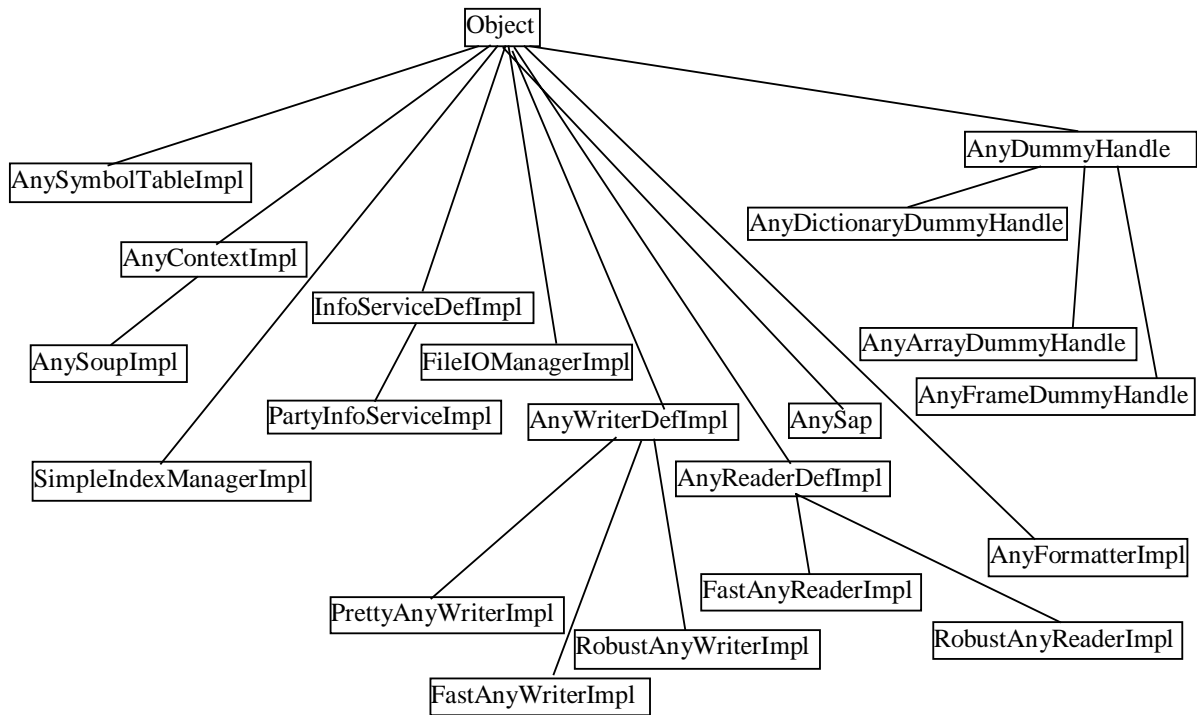 Object
AnyDummyHandle
AnySymbolTableImpl
AnyDictionaryDummyHandle
AnyContextImpl
InfoServiceDefImpl
AnyArrayDummyHandle
AnySoupImpl
FileIOManagerImpl
AnyFrameDummyHandle
PartyInfoServiceImpl
AnyWriterDefImpl
AnySap
SimpleIndexManagerImpl
AnyReaderDefImpl
AnyFormatterImpl
FastAnyReaderImpl
PrettyAnyWriterImpl
RobustAnyReaderImpl
RobustAnyWriterImpl
FastAnyWriterImpl